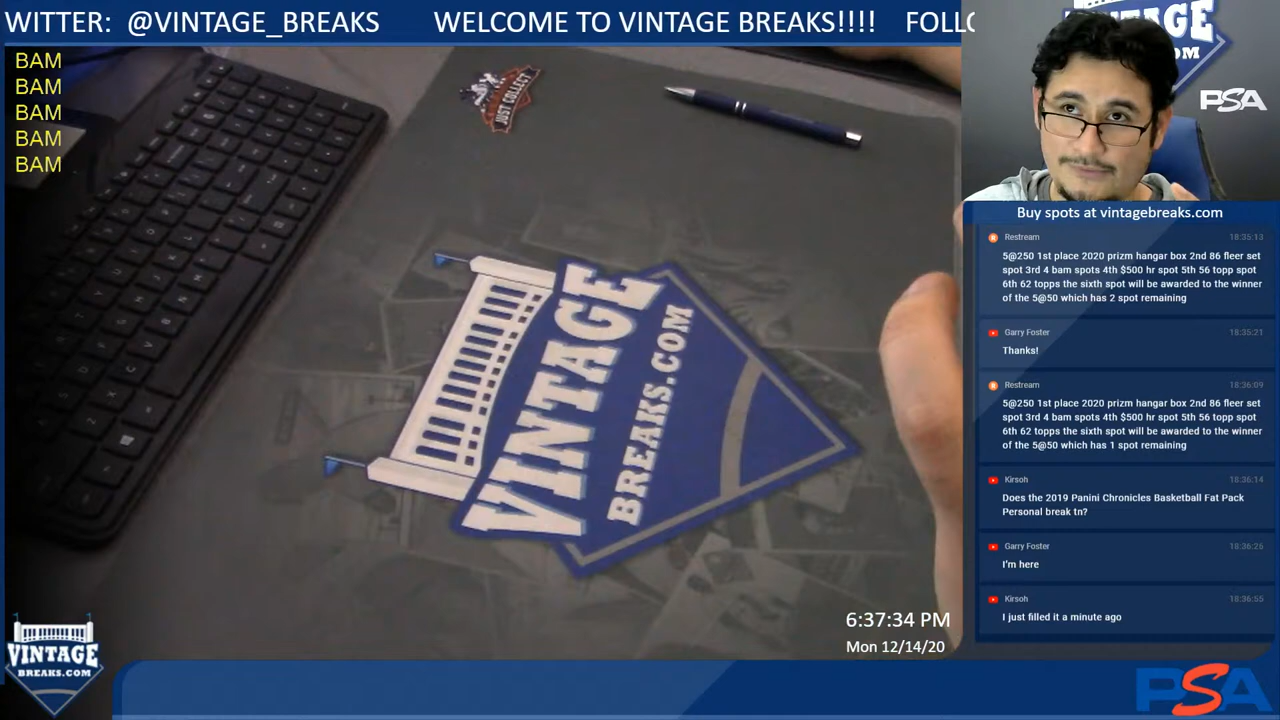 WITTER: @VINTAGE_BREAKS WELCOME TO VINTAGE BREAKS!!!! FOLLO
BAM
BAM
BAM
BAM
BAM
JUST COLLECT
VINTAGE
BREAKS.COM
.COM
PSA
Buy spots at vintagebreaks.com
Restream 18:35:13
5@250 1st place 2020 prizm hangar box 2nd 86 fleer set
spot 3rd 4 bam spots 4th $500 hr spot 5th 56 topp spot
6th 62 topps the sixth spot will be awarded to the winner
of the 5@50 which has 2 spot remaining
Garry Foster 18:35:21
Thanks!
Restream 18:36:09
5@250 1st place 2020 prizm hangar box 2nd 86 fleer set
spot 3rd 4 bam spots 4th $500 hr spot 5th 56 topp spot
6th 62 topps the sixth spot will be awarded to the winner
of the 5@50 which has 1 spot remaining
Kirsoh 18:36:14
Does the 2019 Panini Chronicles Basketball Fat Pack
Personal break tn?
Garry Foster 18:36:26
I'm here
Kirsoh 18:36:55
I just filled it a minute ago
6:37:34 PM
Mon 12/14/20
VINTAGE
BREAKS.COM
PSA